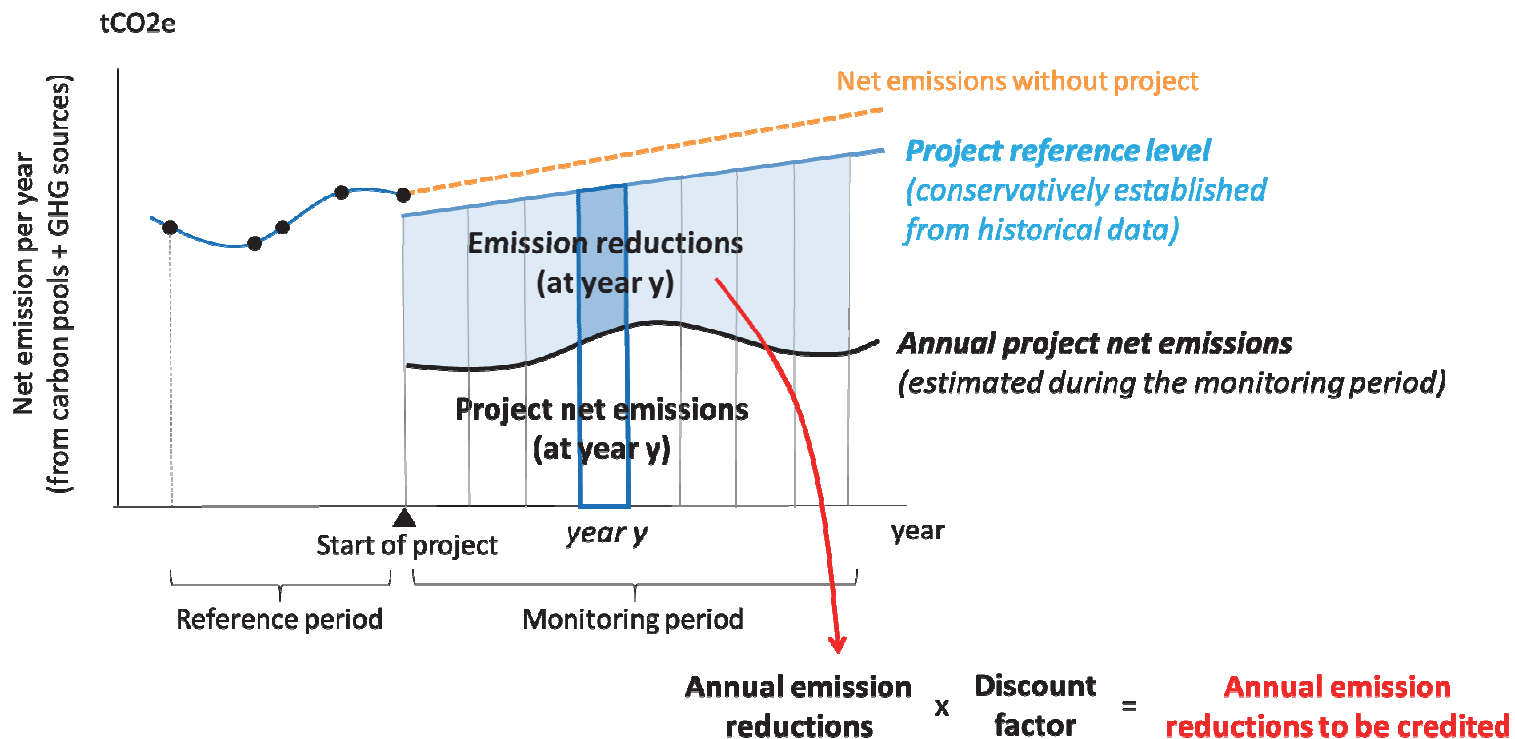 tCO2e
Net emission per year
(from carbon pools + GHG sources)
Net emissions without project
Project reference level
(conservatively established
from historical data)
Emission reductions
(at year y)
Annual project net emissions
(estimated during the monitoring period)
Project net emissions
(at year y)
Start of project
year y
year
Reference period
Monitoring period
Annual emission
reductions
x
Discount
factor
=
Annual emission
reductions to be credited